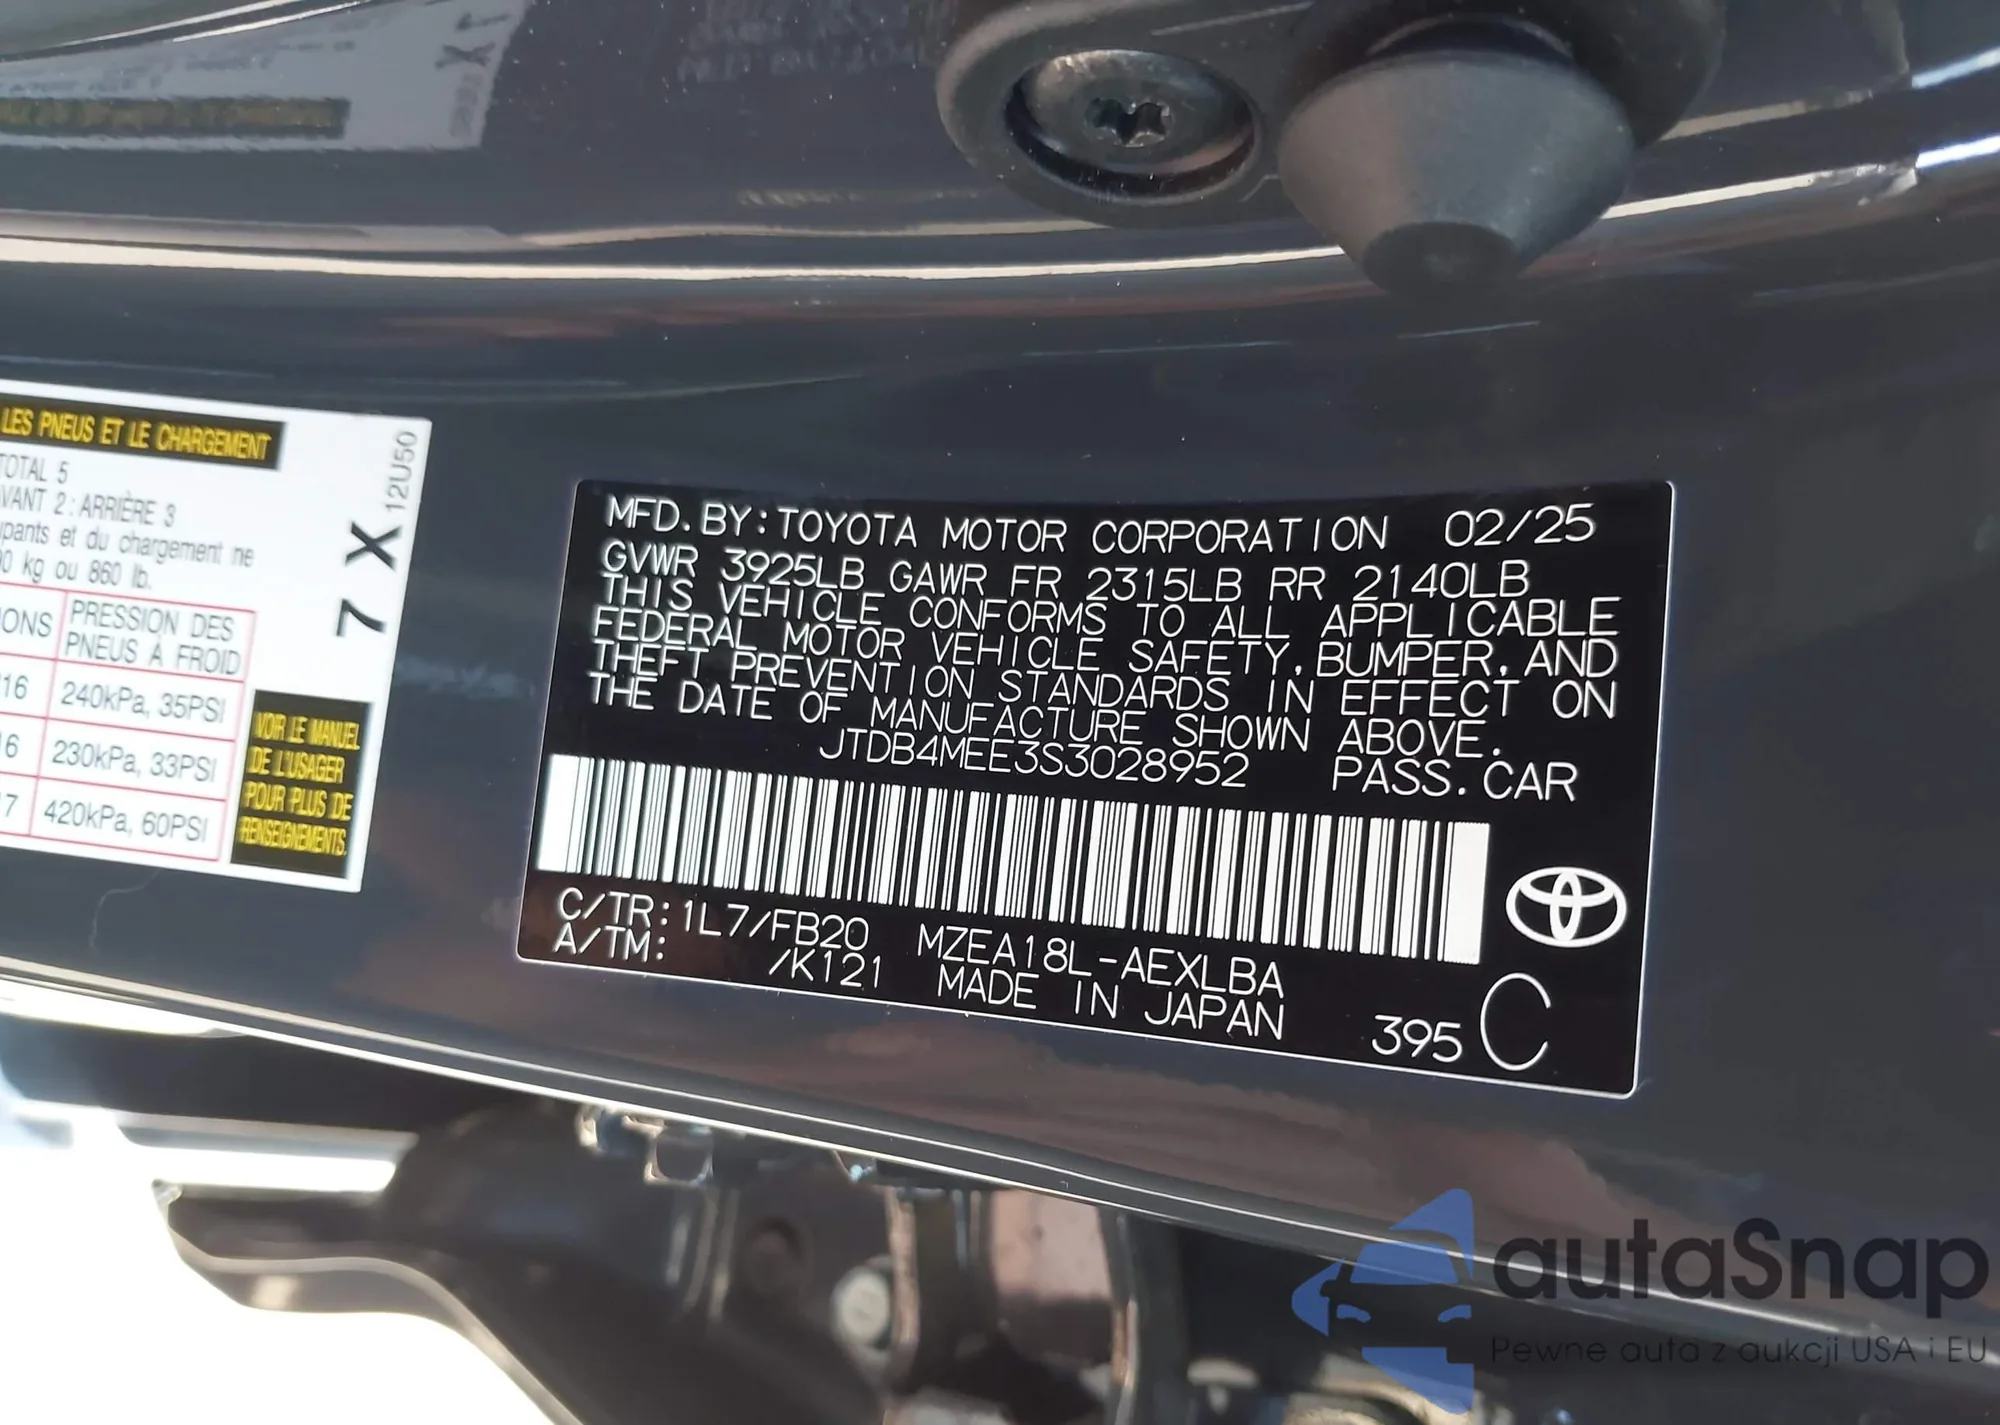 LES PNEUS ET LE CHARGEMENT
TOTAL 5
AVANT 2 : ARRIÈRE 3
upants et du chargement ne
0 kg ou 860 lb.
IONS PRESSION DES
PNEUS À FROID
16 240kPa, 35PSI
16 230kPa, 33PSI
17 420kPa, 60PSI
VOIR LE MANUEL
DE L'USAGER
POUR PLUS DE
RENSEIGNEMENTS.
7 X
12U50
MFD. BY: TOYOTA MOTOR CORPORATION 02/25
GVWR 3925LB GAWR FR 2315LB RR 2140LB
THIS VEHICLE CONFORMS TO ALL APPLICABLE
FEDERAL MOTOR VEHICLE SAFETY, BUMPER, AND
THEFT PREVENTION STANDARDS IN EFFECT ON
THE DATE OF MANUFACTURE SHOWN ABOVE.
JTDB4MEE3S3028952 PASS. CAR
C/TR: 1L7/FB20 MZEA18L-AEXLBA
A/TM: /K121 MADE IN JAPAN
395 C
autaSnap
Pewne auta z aukcji USA i EU